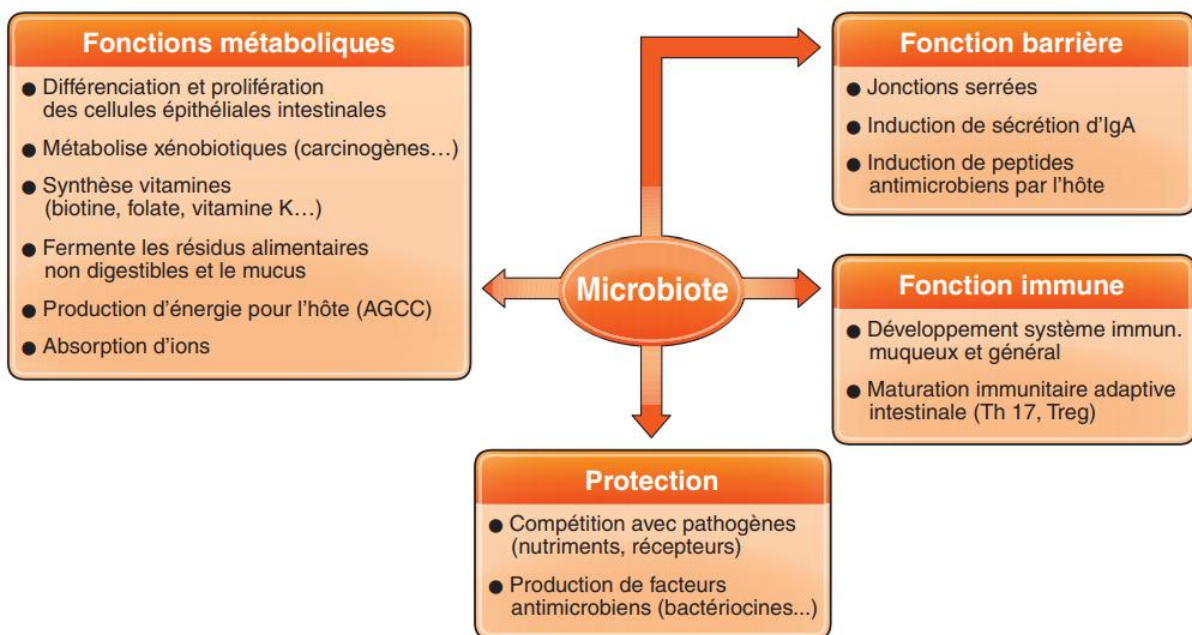 Fonctions métaboliques
● Différenciation et prolifération
des cellules épithéliales intestinales
● Métabolise xénobiotiques (carcinogènes…)
● Synthèse vitamines
(biotine, folate, vitamine K…)
● Fermente les résidus alimentaires
non digestibles et le mucus
● Production d’énergie pour l’hôte (AGCC)
● Absorption d’ions
Fonction barrière
● Jonctions serrées
● Induction de sécrétion d’IgA
● Induction de peptides
antimicrobiens par l’hôte
Microbiote
Fonction immune
● Développement système immun.
muqueux et général
● Maturation immunitaire adaptive
intestinale (Th 17, Treg)
Protection
● Compétition avec pathogènes
(nutriments, récepteurs)
● Production de facteurs
antimicrobiens (bactériocines...)